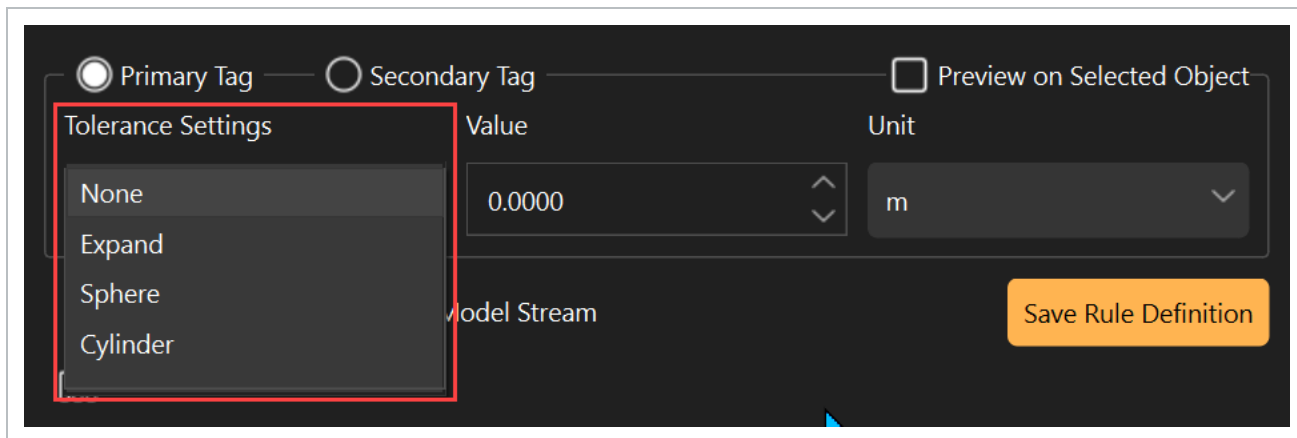 Primary Tag Secondary Tag Preview on Selected Object
Tolerance Settings Value Unit
None 0.0000 m
Expand
Sphere
Model Stream Save Rule Definition
Cylinder